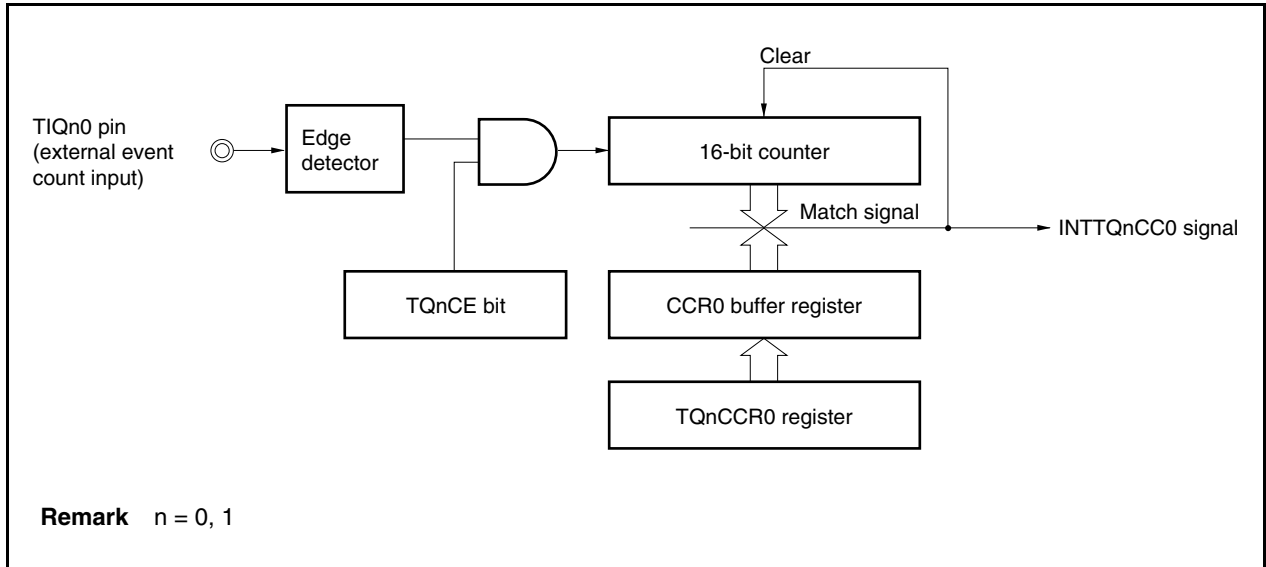 Clear
TIQn0 pin
(external event
count input)
Edge
detector
16-bit counter
Match signal
INTTQnCC0 signal
TQnCE bit
CCR0 buffer register
TQnCCR0 register
Remark n = 0, 1